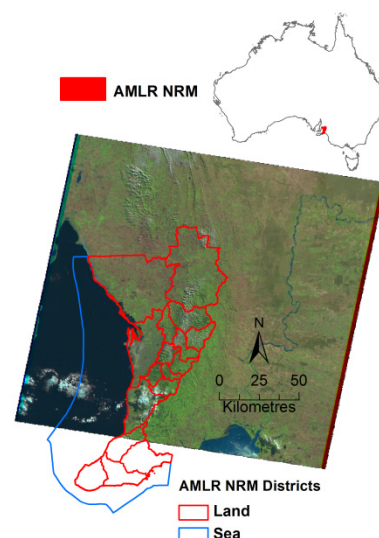 AMLR NRM
N
0 25 50
Kilometres
AMLR NRM Districts
Land
Sea